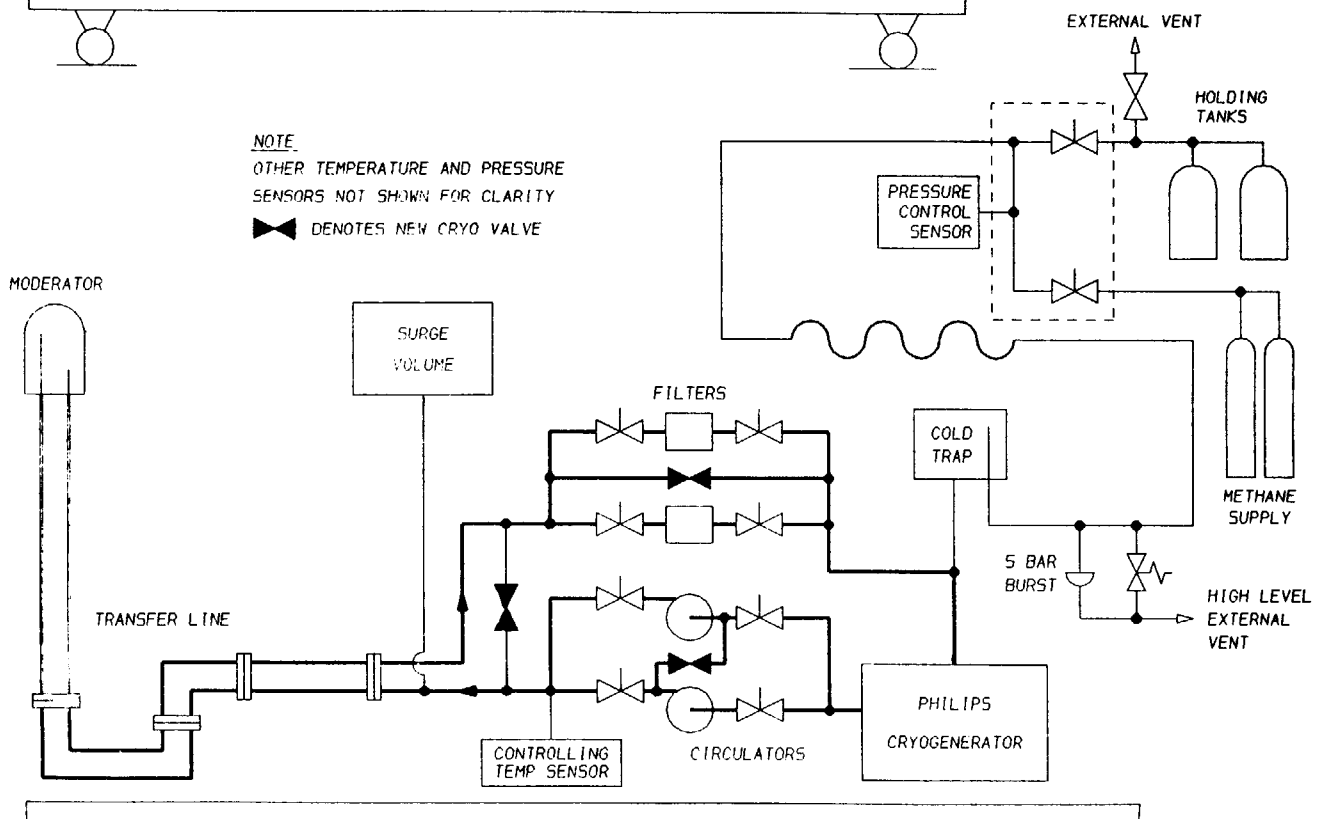 EXTERNAL VENT
HOLDING
TANKS
NOTE
OTHER TEMPERATURE AND PRESSURE
SENSORS NOT SHOWN FOR CLARITY
DENOTES NEW CRYO VALVE
PRESSURE
CONTROL
SENSOR
MODERATOR
SURGE
VOLUME
FILTERS
COLD
TRAP
METHANE
SUPPLY
5 BAR
BURST
HIGH LEVEL
EXTERNAL
VENT
TRANSFER LINE
PHILIPS
CRYOGENERATOR
CONTROLLING
TEMP SENSOR
CIRCULATORS